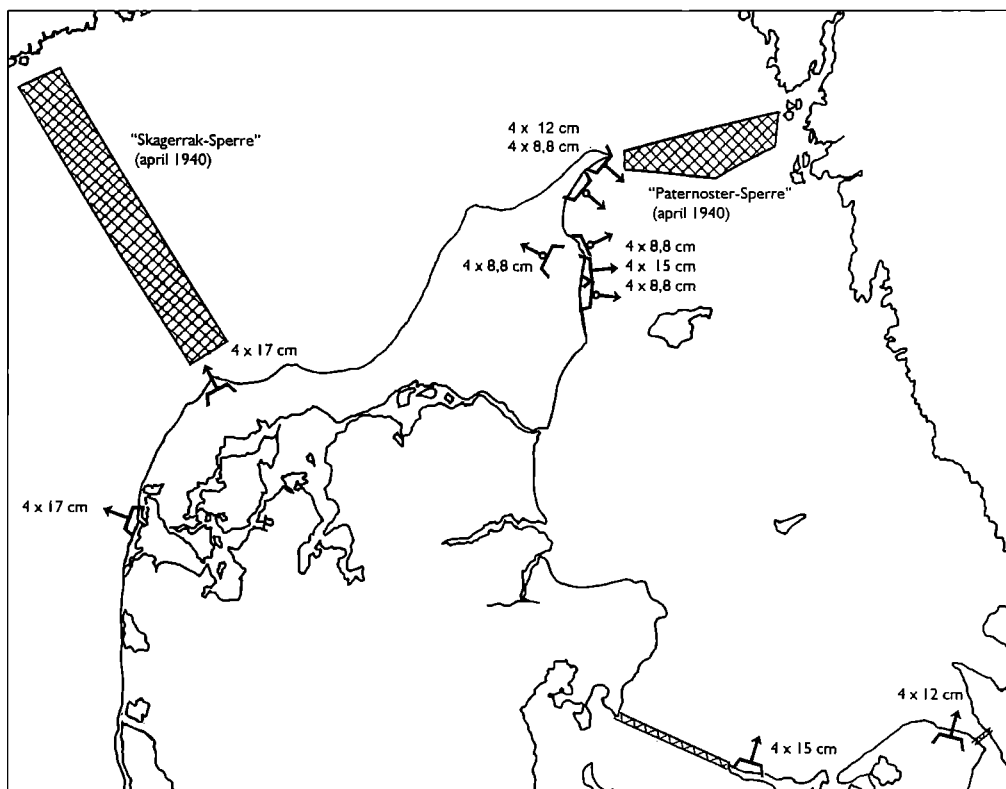 "Skagerrak-Sperre"
(april 1940)
4 x 12 cm
4 x 8,8 cm
"Paternoster-Sperre"
(april 1940)
4 x 8,8 cm
4 x 8,8 cm
4 x 15 cm
4 x 8,8 cm
4 x 17 cm
4 x 17 cm
4 x 12 cm
4 x 15 cm